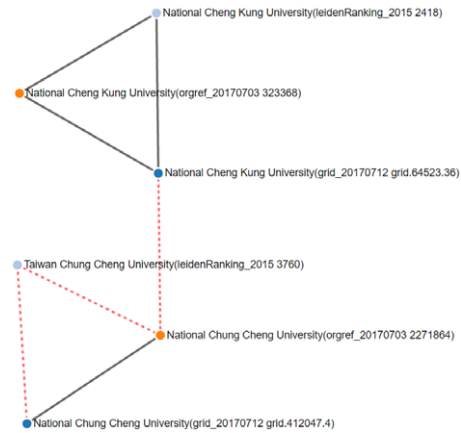 National Cheng Kung University(leidenRanking_2015 2418)
National Cheng Kung University(orgref_20170703 323368)
National Cheng Kung University(grid_20170712 grid.64523.36)
Taiwan Chung Cheng University(leidenRanking_2015 3760)
National Chung Cheng University(orgref_20170703 2271864)
National Chung Cheng University(grid_20170712 grid.412047.4)